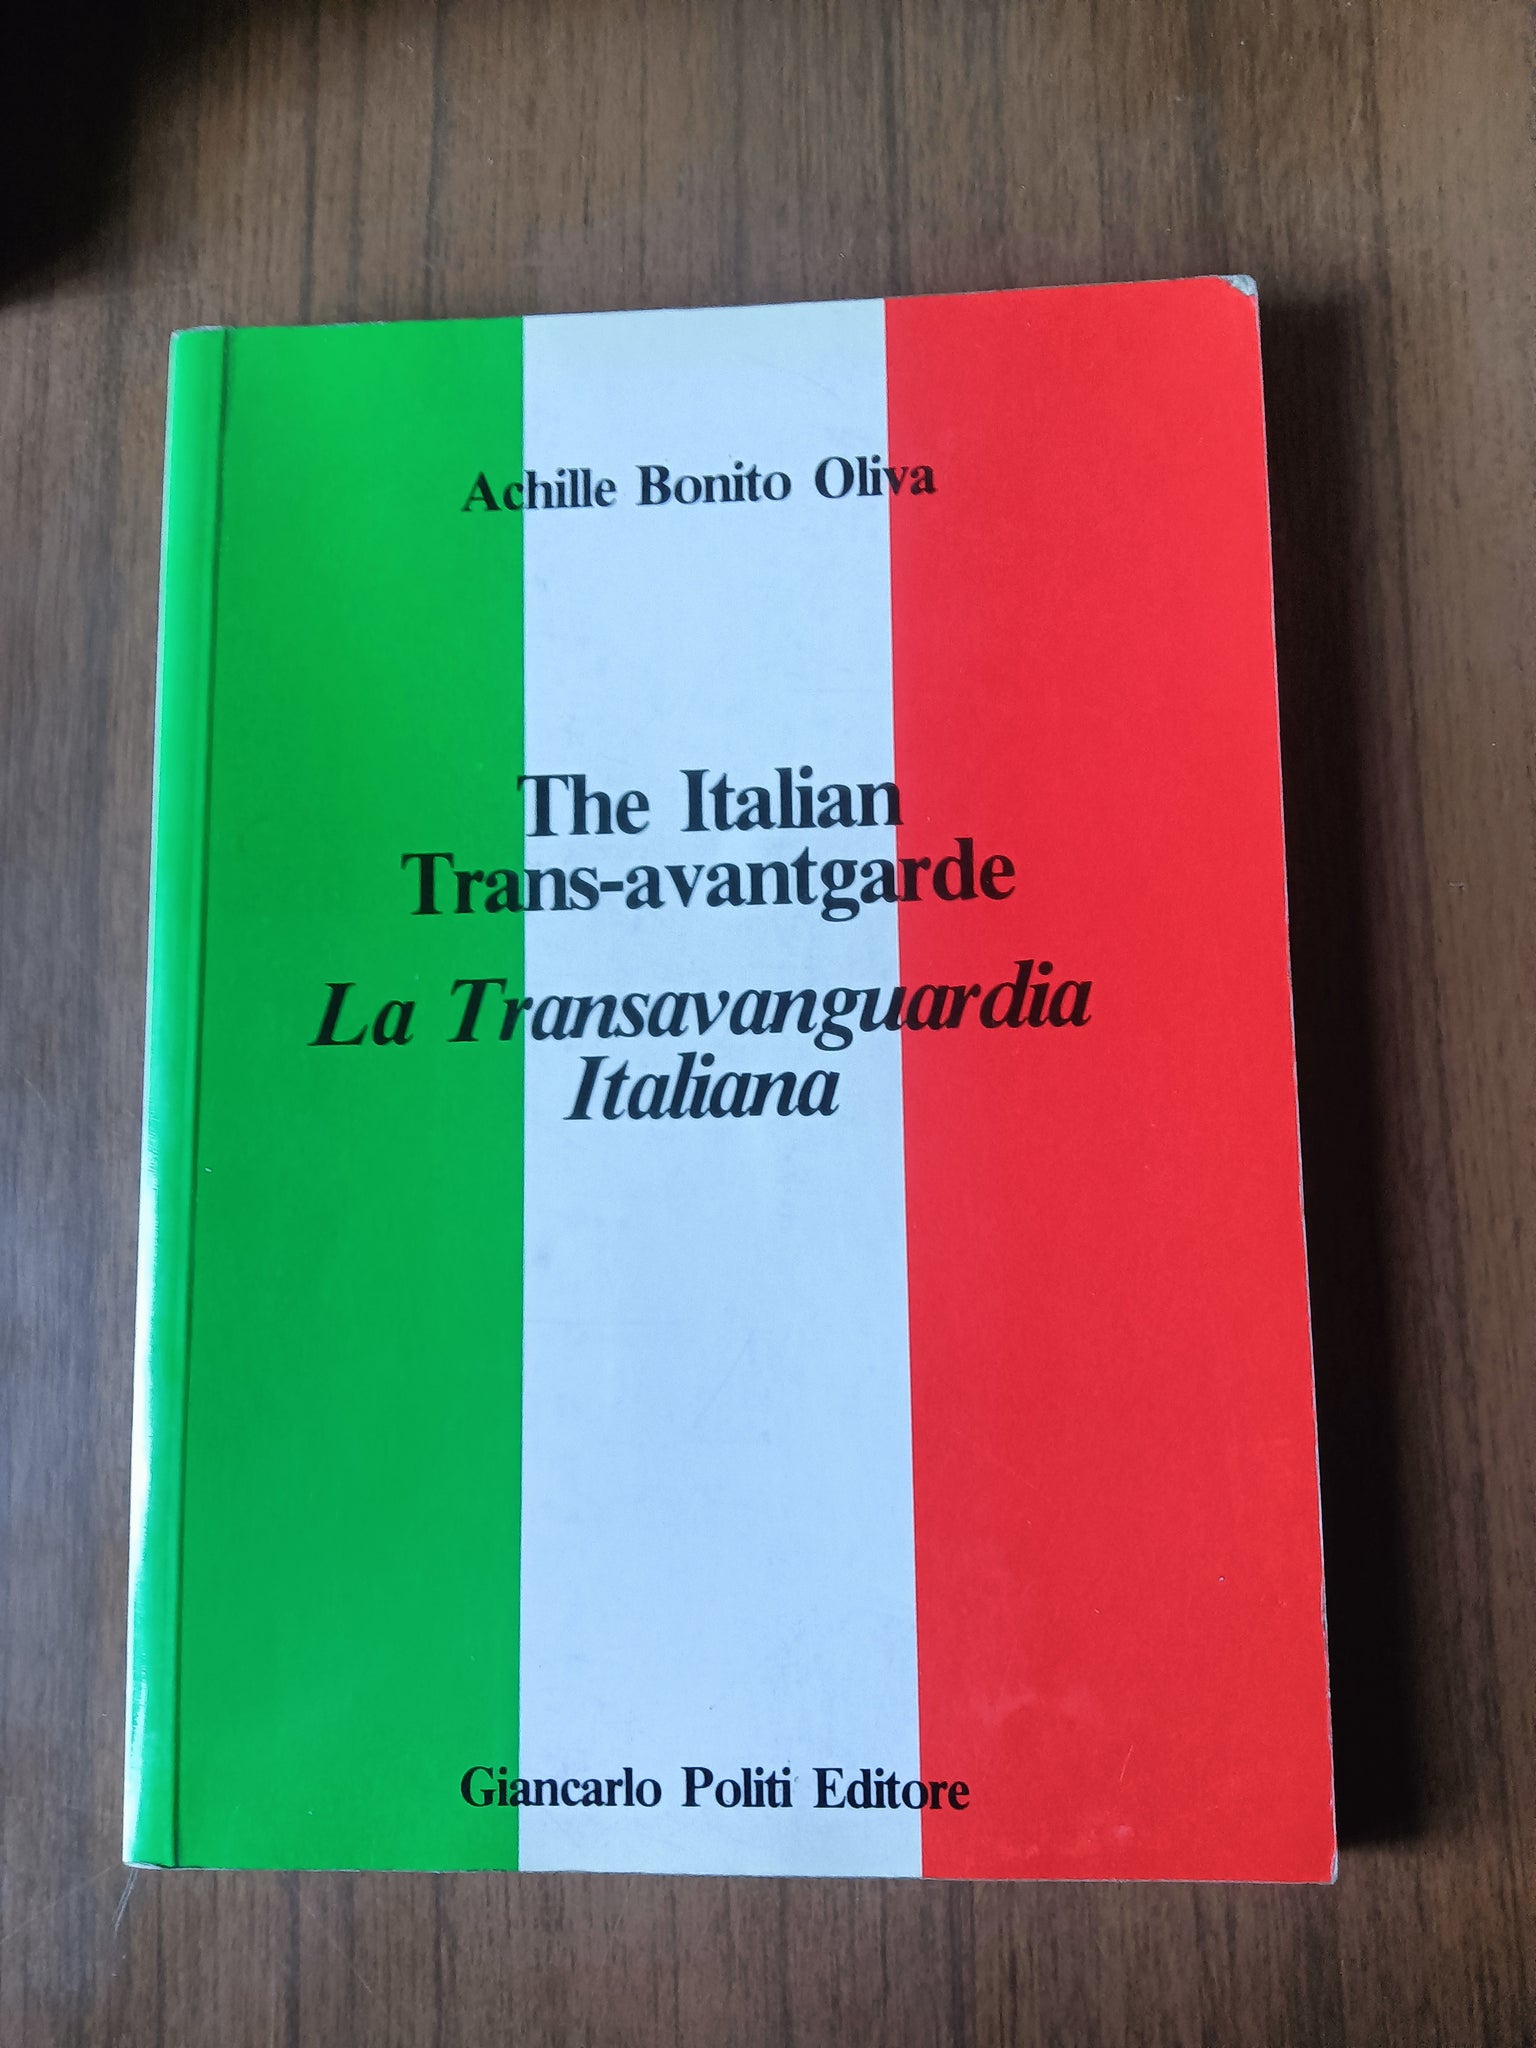 Achille Bonito Oliva
The Italian
Trans-avantgarde
La Transavanguardia
Italiana
Giancarlo Politi Editore